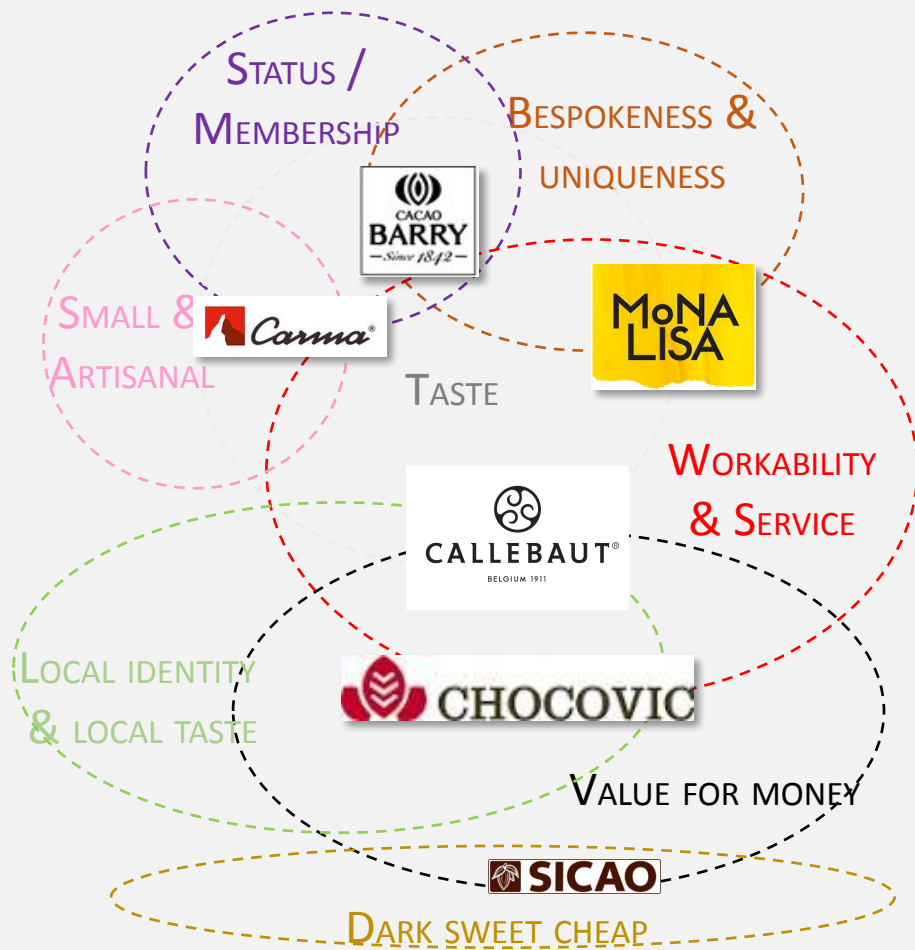 Status /
Membership
Bespokeness &
uniqueness
CACAO
BARRY
Since 1842
Small &
Artisanal
Carma®
MoNA
LISA
Taste
Workability
& Service
CALLEBAUT®
BELGIUM 1911
Local identity
& local taste
CHOCOVIC
Value for money
SICAO
Dark sweet cheap